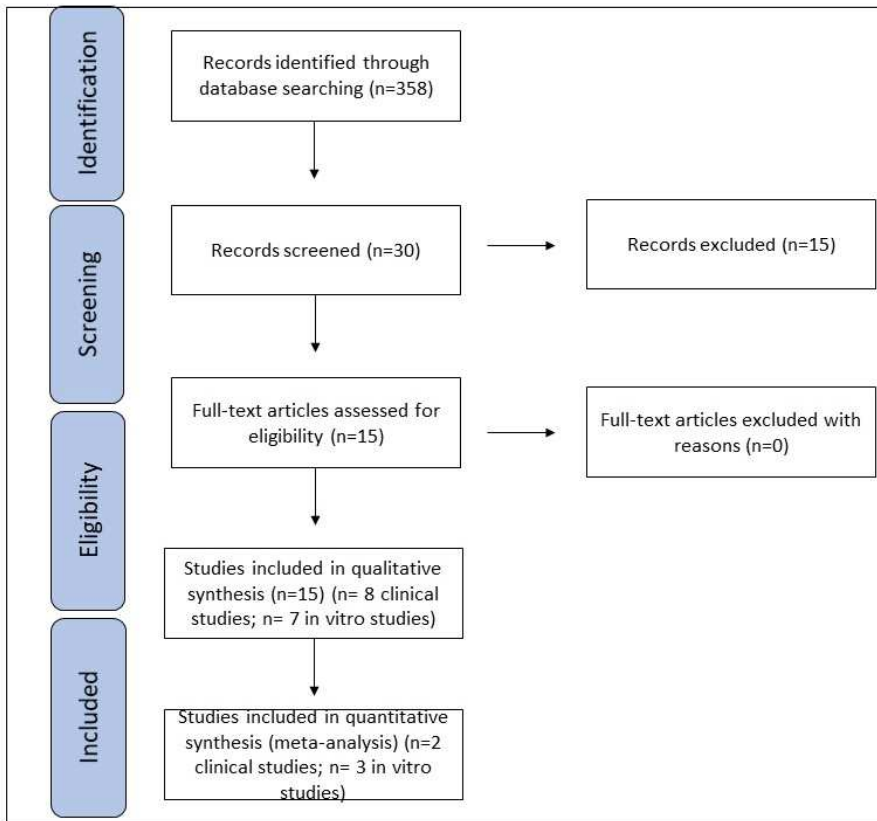 Identification
Records identified through
database searching (n=358)
Screening
Records screened (n=30)
Records excluded (n=15)
Eligibility
Full-text articles assessed for
eligibility (n=15)
Full-text articles excluded with
reasons (n=0)
Studies included in qualitative
synthesis (n=15) (n= 8 clinical
studies; n= 7 in vitro studies)
Included
Studies included in quantitative
synthesis (meta-analysis) (n=2
clinical studies; n= 3 in vitro
studies)